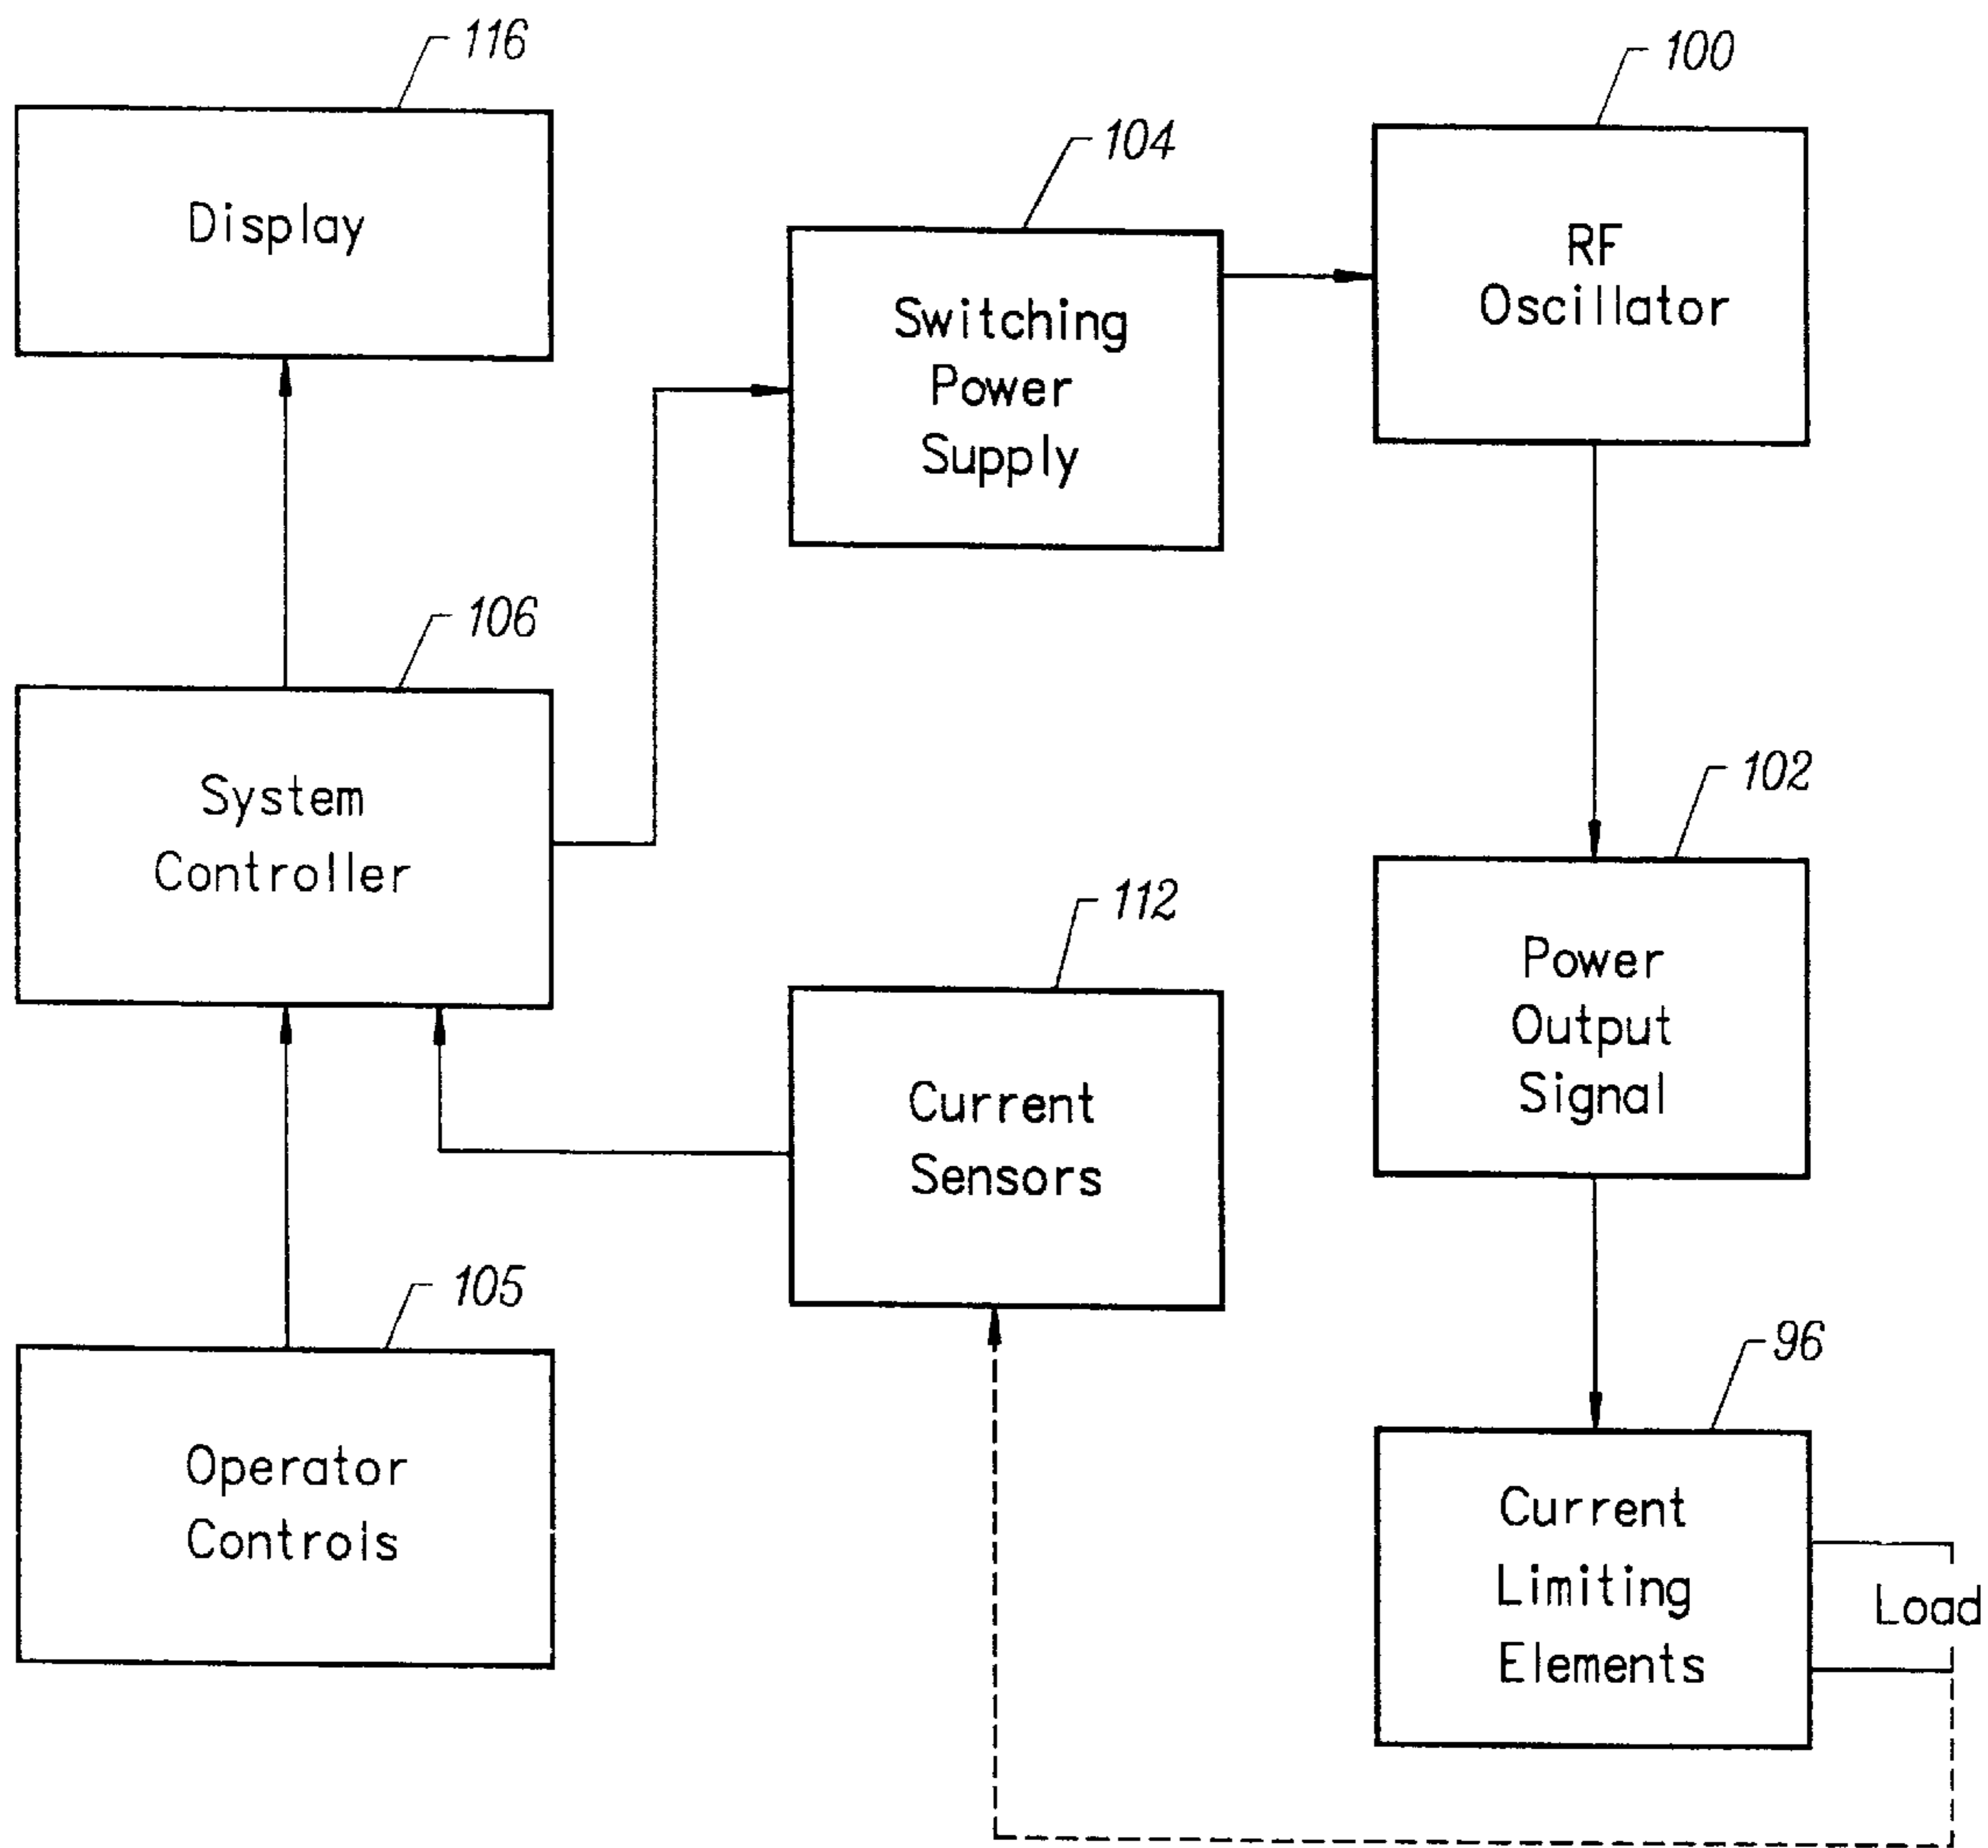 116
Display
104
Switching
Power
Supply
100
RF
Oscillator
106
System
Controller
112
Current
Sensors
102
Power
Output
Signal
105
Operator
Controls
96
Current
Limiting
Elements
Load